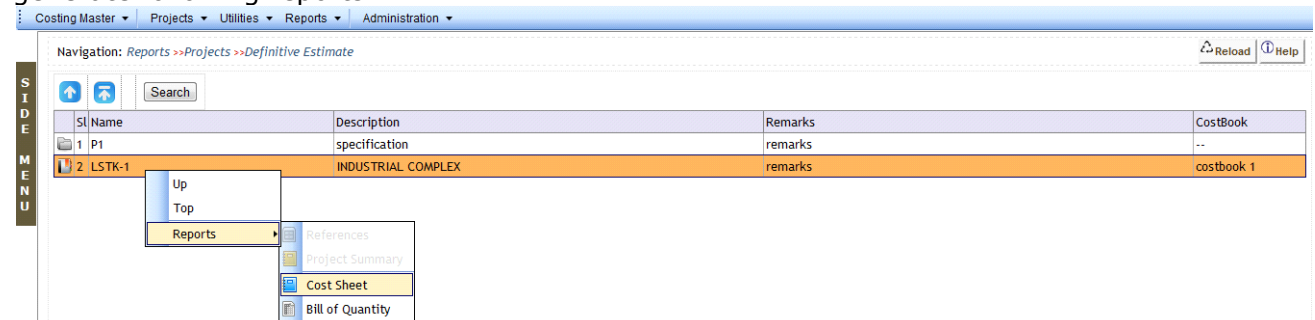 Costing Master Projects Utilities Reports Administration
Navigation: Reports >>Projects >>Definitive Estimate Reload Help
SIDE MENU
Search
Sl Name Description Remarks CostBook
1 P1 specification remarks --
2 LSTK-1 INDUSTRIAL COMPLEX remarks costbook 1
Up
Top
Reports References
Project Summary
Cost Sheet
Bill of Quantity